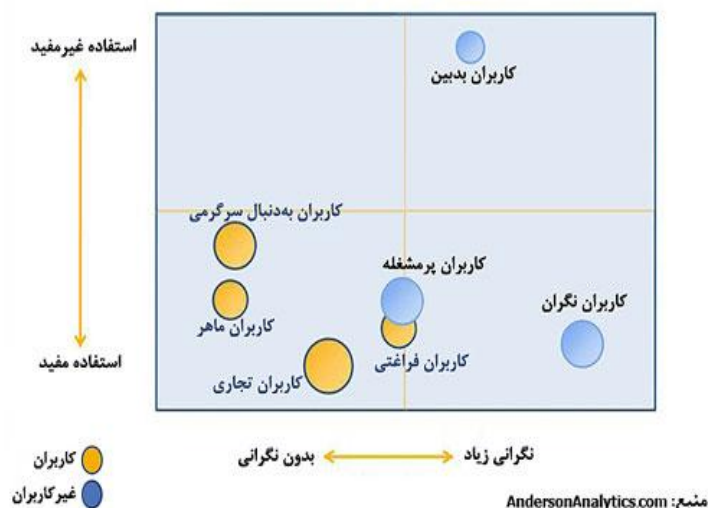 استفاده غیرمفید
کاربران بدبین
کاربران به‌دنبال سرگرمی
کاربران پرمشغله
کاربران نگران
کاربران ماهر
استفاده مفید
کاربران فراغتی
کاربران تجاری
نگرانی زیاد
بدون نگرانی
کاربران
غیرکاربران
منبع: AndersonAnalytics.com